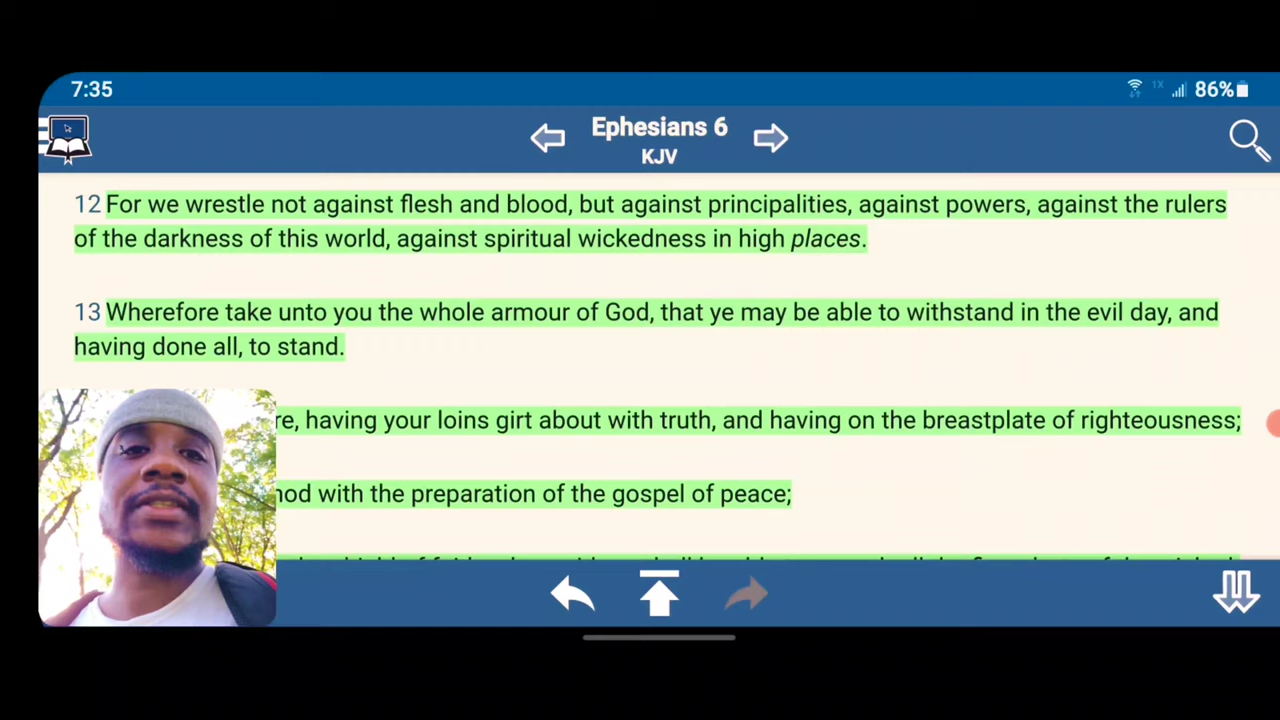 7:35
1X
86%
Ephesians 6
KJV
12 For we wrestle not against flesh and blood, but against principalities, against powers, against the rulers
of the darkness of this world, against spiritual wickedness in high places.
13 Wherefore take unto you the whole armour of God, that ye may be able to withstand in the evil day, and
having done all, to stand.
having your loins girt about with truth, and having on the breastplate of righteousness;
with the preparation of the gospel of peace;